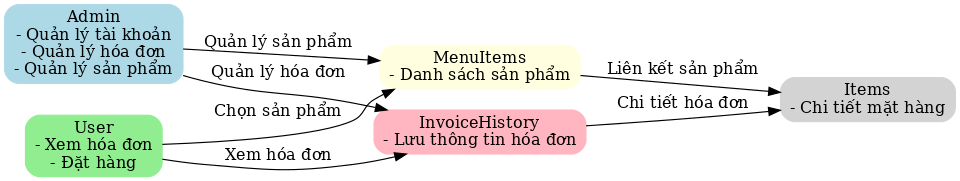 Admin
- Quản lý tài khoản
- Quản lý hóa đơn
- Quản lý sản phẩm
Quản lý sản phẩm
Quản lý hóa đơn
User
- Xem hóa đơn
- Đặt hàng
Chọn sản phẩm
Xem hóa đơn
MenuItems
- Danh sách sản phẩm
InvoiceHistory
- Lưu thông tin hóa đơn
Liên kết sản phẩm
Chi tiết hóa đơn
Items
- Chi tiết mặt hàng